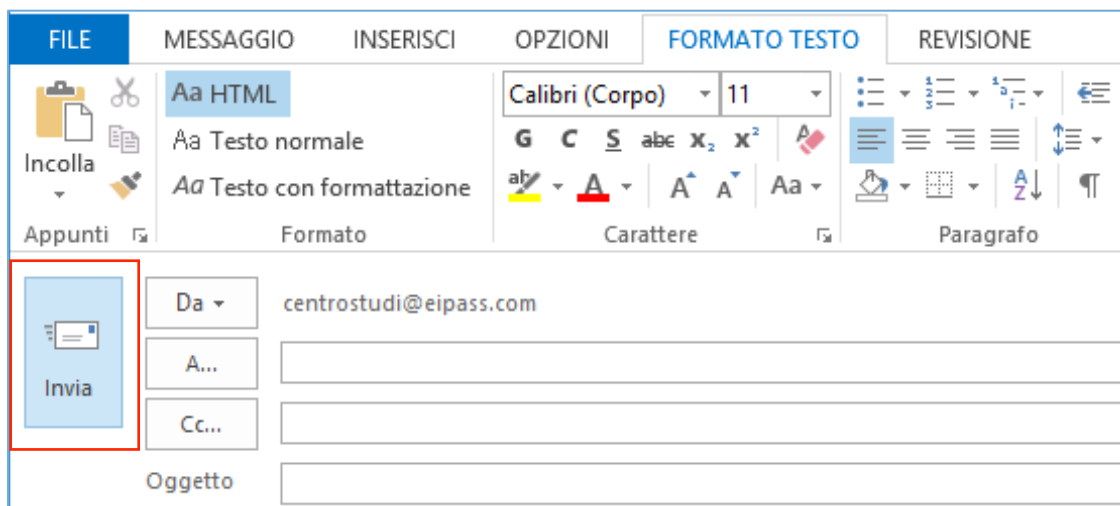 FILE MESSAGGIO INSERISCI OPZIONI FORMATO TESTO REVISIONE
Incolla
Appunti
Aa HTML
Aa Testo normale
Aa Testo con formattazione
Formato
Calibri (Corpo) 11
G C S abc X₂ X²
aby A A A Aa
Carattere
A Z ¶
Paragrafo
Invia
Da centrostudi@eipass.com
A...
Cc...
Oggetto